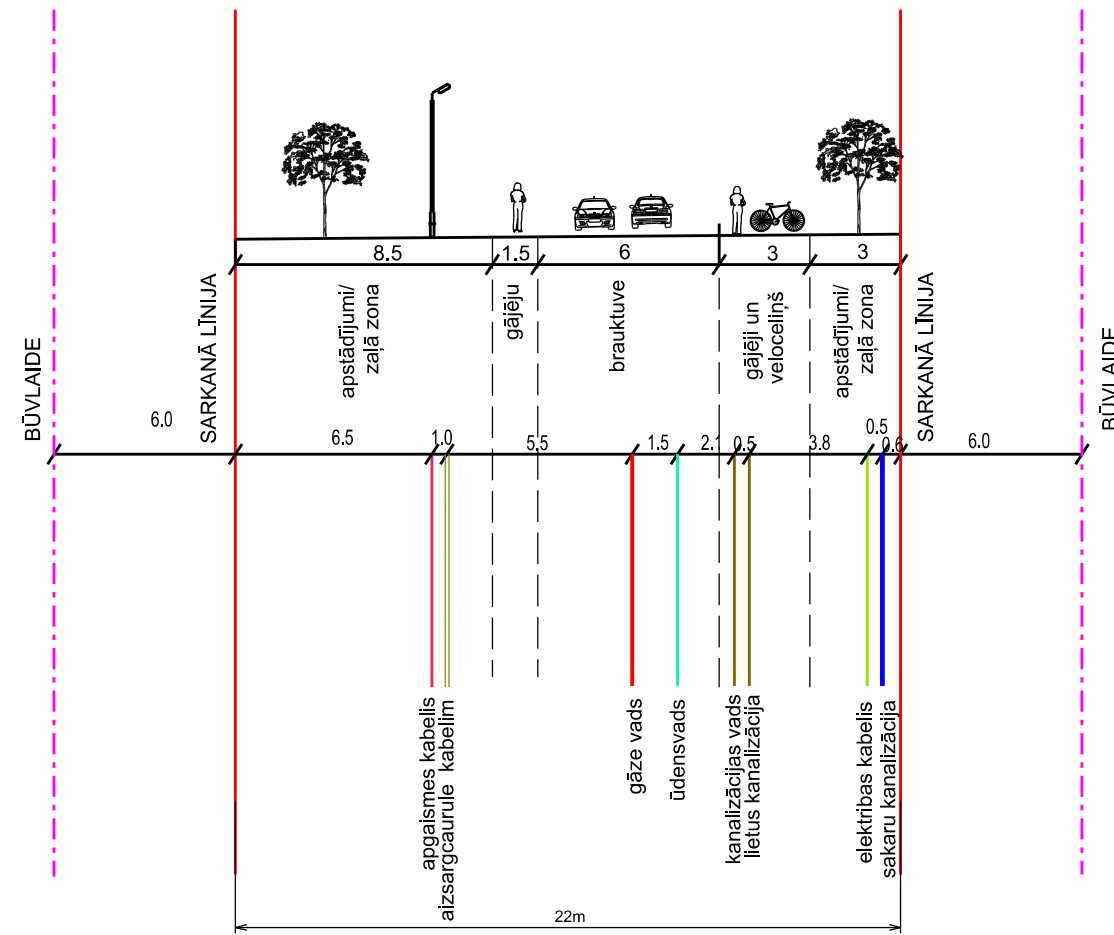 8.5
1.5
6
3
3
apstādījumi/
zaļā zona
gājēju
brauktuve
gājēji un
veloceliņš
apstādījumi/
zaļā zona
BŪVLAIDE
SARKANĀ LĪNIJA
SARKANĀ LĪNIJA
BŪVLAIDE
6.0
6.5
1.0
5.5
1.5
2.1
0.5
3.8
0.5
0.6
6.0
apgaismes kabelis
aizsargcaurule kabelim
gāze vads
ūdensvads
kanalizācijas vads
lietus kanalizācija
elektribas kabelis
sakaru kanalizācija
22m